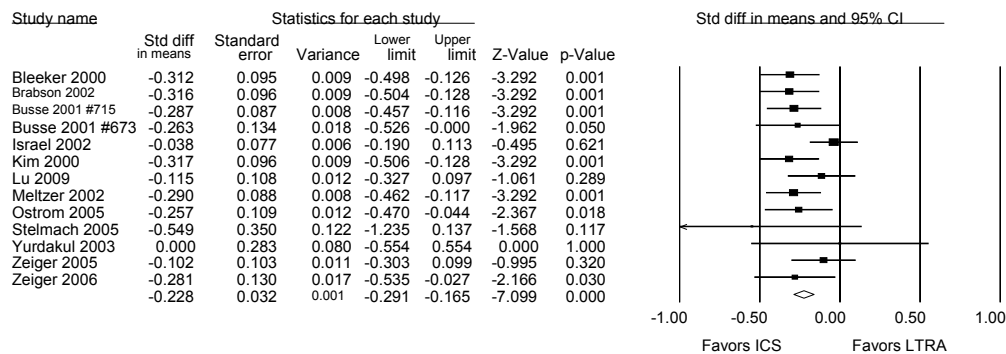 Study name Statistics for each study Std diff in means and 95% CI
Std diff in means Standard error Variance Lower limit Upper limit Z-Value p-Value
Bleeker 2000 -0.312 0.095 0.009 -0.498 -0.126 -3.292 0.001
Brabson 2002 -0.316 0.096 0.009 -0.504 -0.128 -3.292 0.001
Busse 2001 #715 -0.287 0.087 0.008 -0.457 -0.116 -3.292 0.001
Busse 2001 #673 -0.263 0.134 0.018 -0.526 -0.000 -1.962 0.050
Israel 2002 -0.038 0.077 0.006 -0.190 0.113 -0.495 0.621
Kim 2000 -0.317 0.096 0.009 -0.506 -0.128 -3.292 0.001
Lu 2009 -0.115 0.108 0.012 -0.327 0.097 -1.061 0.289
Meltzer 2002 -0.290 0.088 0.008 -0.462 -0.117 -3.292 0.001
Ostrom 2005 -0.257 0.109 0.012 -0.470 -0.044 -2.367 0.018
Stelmach 2005 -0.549 0.350 0.122 -1.235 0.137 -1.568 0.117
Yurdakul 2003 0.000 0.283 0.080 -0.554 0.554 0.000 1.000
Zeiger 2005 -0.102 0.103 0.011 -0.303 0.099 -0.995 0.320
Zeiger 2006 -0.281 0.130 0.017 -0.535 -0.027 -2.166 0.030
-0.228 0.032 0.001 -0.291 -0.165 -7.099 0.000
-1.00 -0.50 0.00 0.50 1.00
Favors ICS Favors LTRA